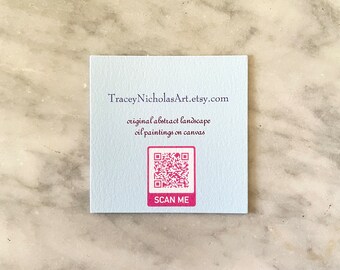 TraceyNicholasArt.etsy.com
original abstract landscape
oil paintings on canvas
SCAN ME